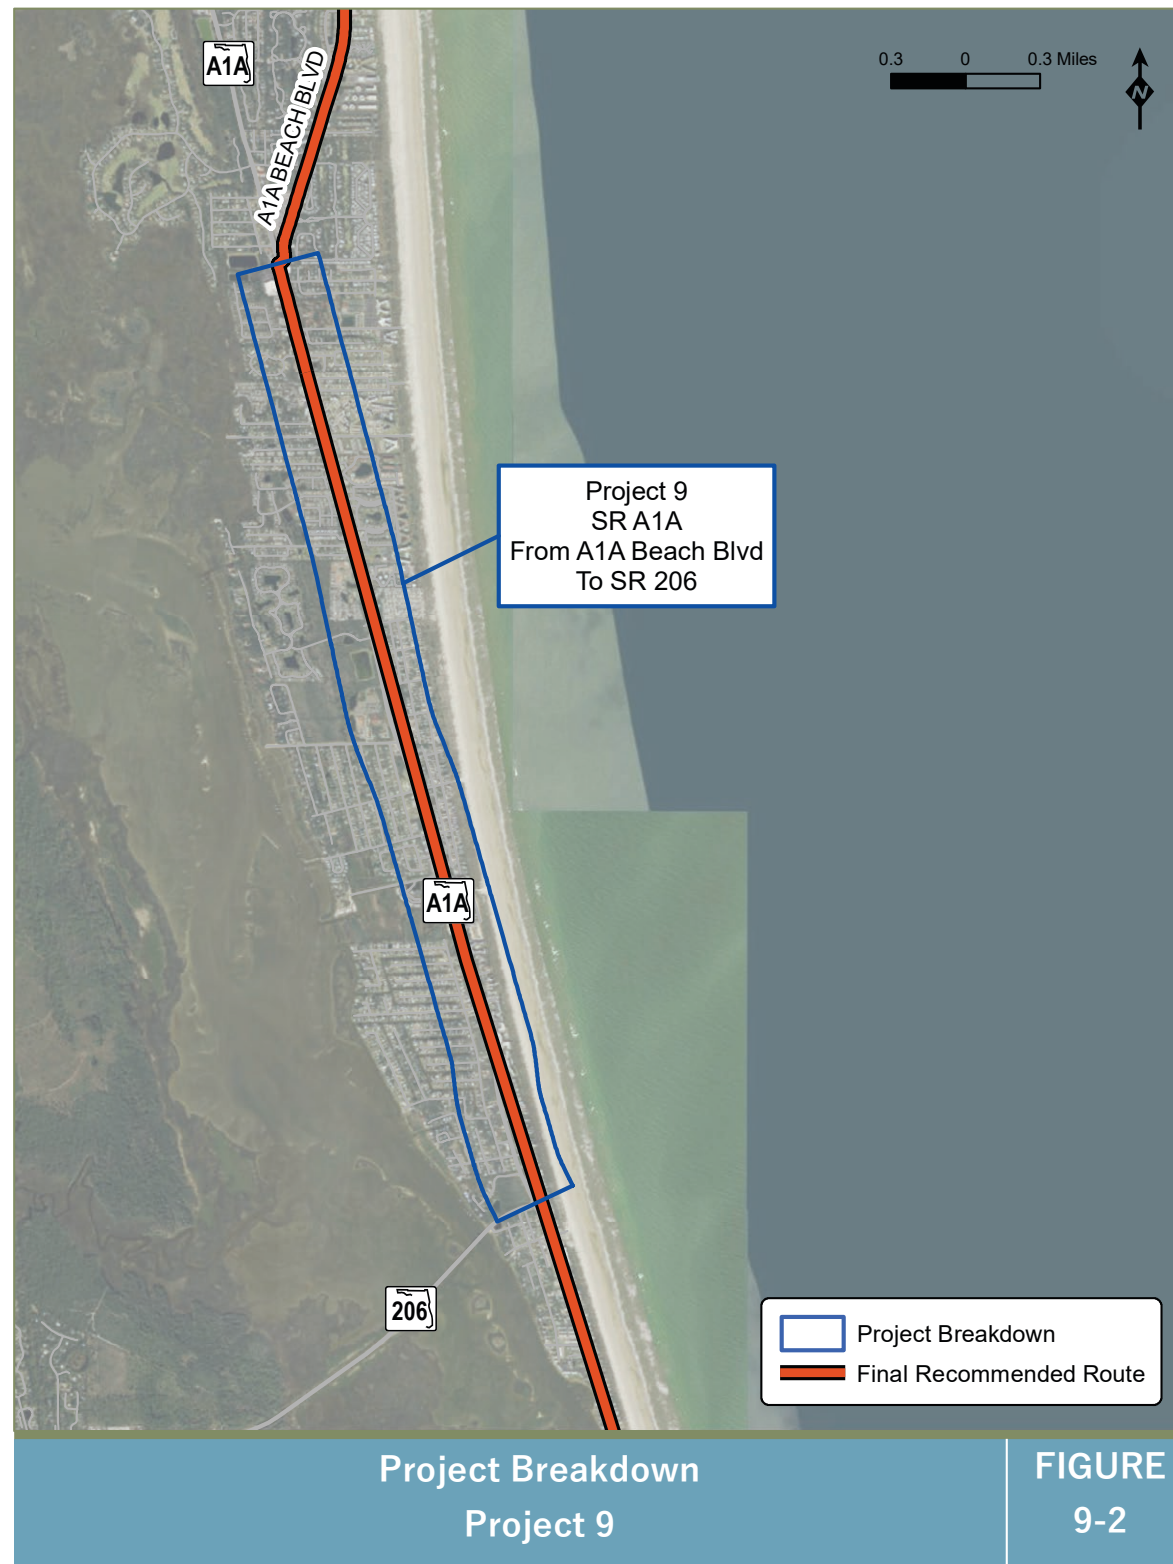 A1A
A1A BEACH BLVD
0.3 0 0.3 Miles
N
Project 9
SR A1A
From A1A Beach Blvd
To SR 206
A1A
206
Project Breakdown
Final Recommended Route
Project Breakdown
Project 9
FIGURE
9-2